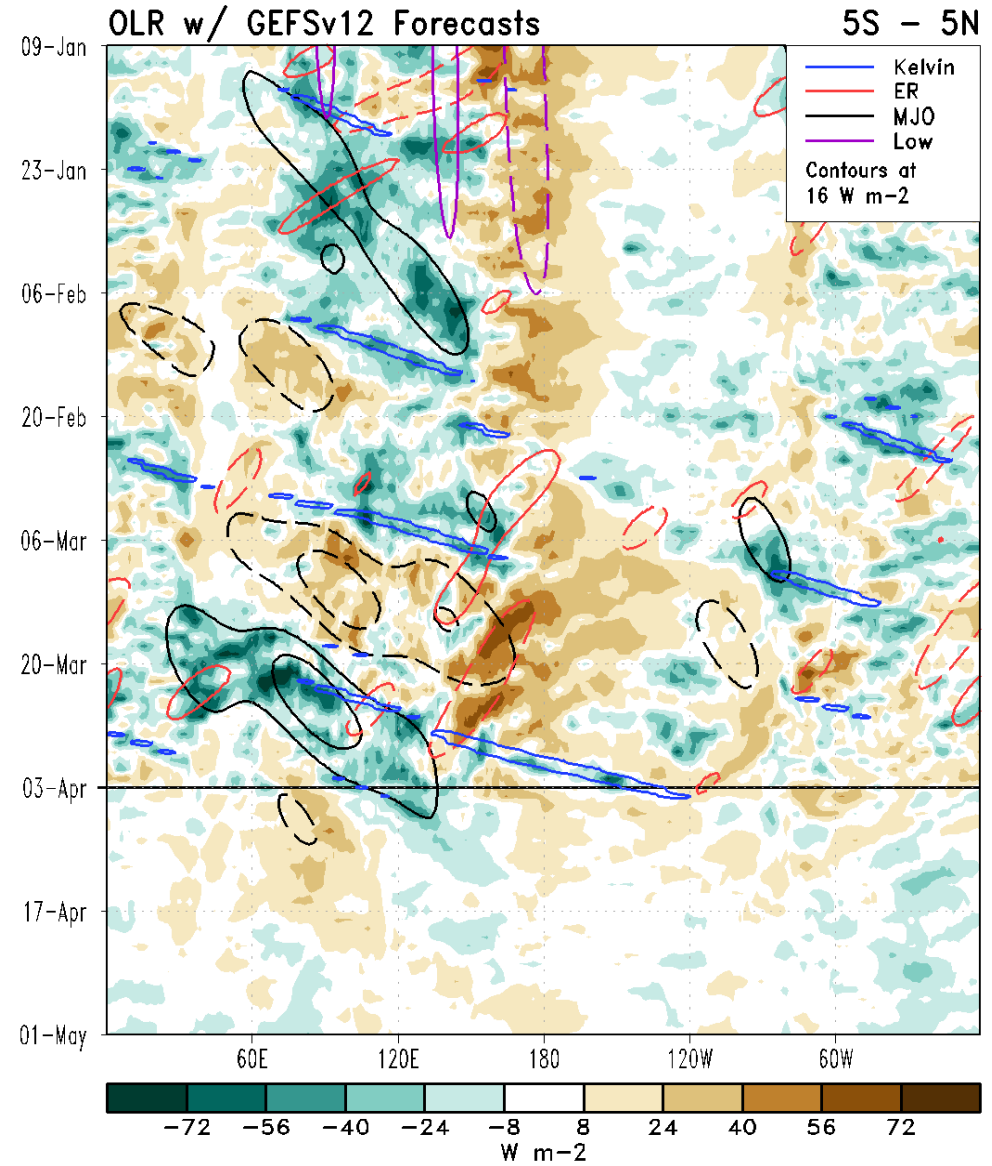 OLR w/ GEFSv12 Forecasts 5S - 5N
09-Jan
23-Jan
06-Feb
20-Feb
06-Mar
20-Mar
03-Apr
17-Apr
01-May
Kelvin
ER
MJO
Low
Contours at
16 W m-2
60E 120E 180 120W 60W
-72 -56 -40 -24 -8 8 24 40 56 72
W m-2